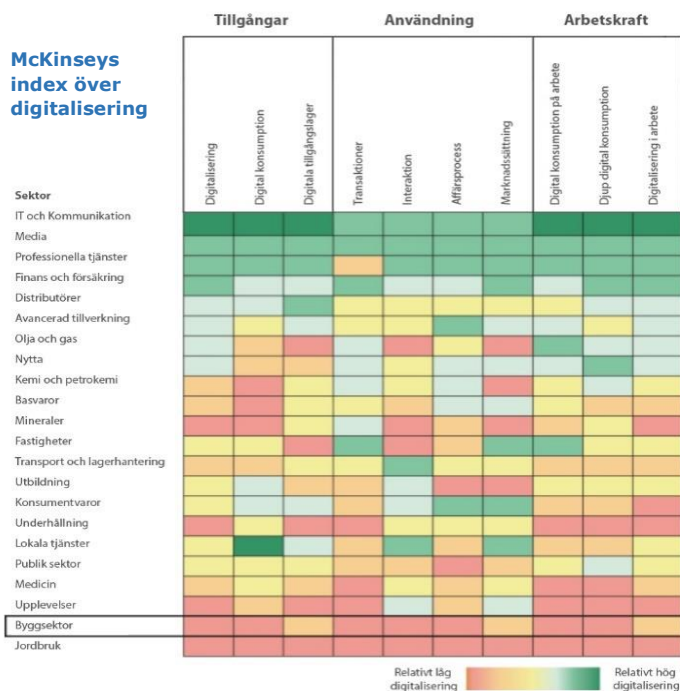 Tillgångar Användning Arbetskraft
McKinseys
index över
digitalisering
Digitalisering
Digital konsumption
Digitala tillgångslager
Transaktioner
Interaktion
Affärsprocess
Marknadssättning
Digital konsumption på arbete
Djup digital konsumption
Digitalisering i arbete
Sektor
IT och Kommunikation
Media
Professionella tjänster
Finans och försäkring
Distributörer
Avancerad tillverkning
Olja och gas
Nytta
Kemi och petrokemi
Basvaror
Mineraler
Fastigheter
Transport och lagerhantering
Utbildning
Konsumentvaror
Underhållning
Lokala tjänster
Publik sektor
Medicin
Upplevelser
Byggsektor
Jordbruk
Relativt låg
digitalisering
Relativt hög
digitalisering